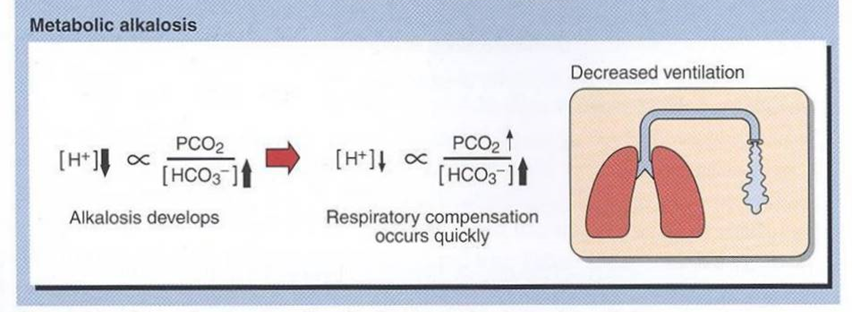 Metabolic alkalosis
Decreased ventilation
[H⁺]⬇ ∝ PCO₂ / [HCO₃⁻]⬆
[H⁺]↓ ∝ PCO₂↑ / [HCO₃⁻]⬆
Alkalosis develops
Respiratory compensation
occurs quickly